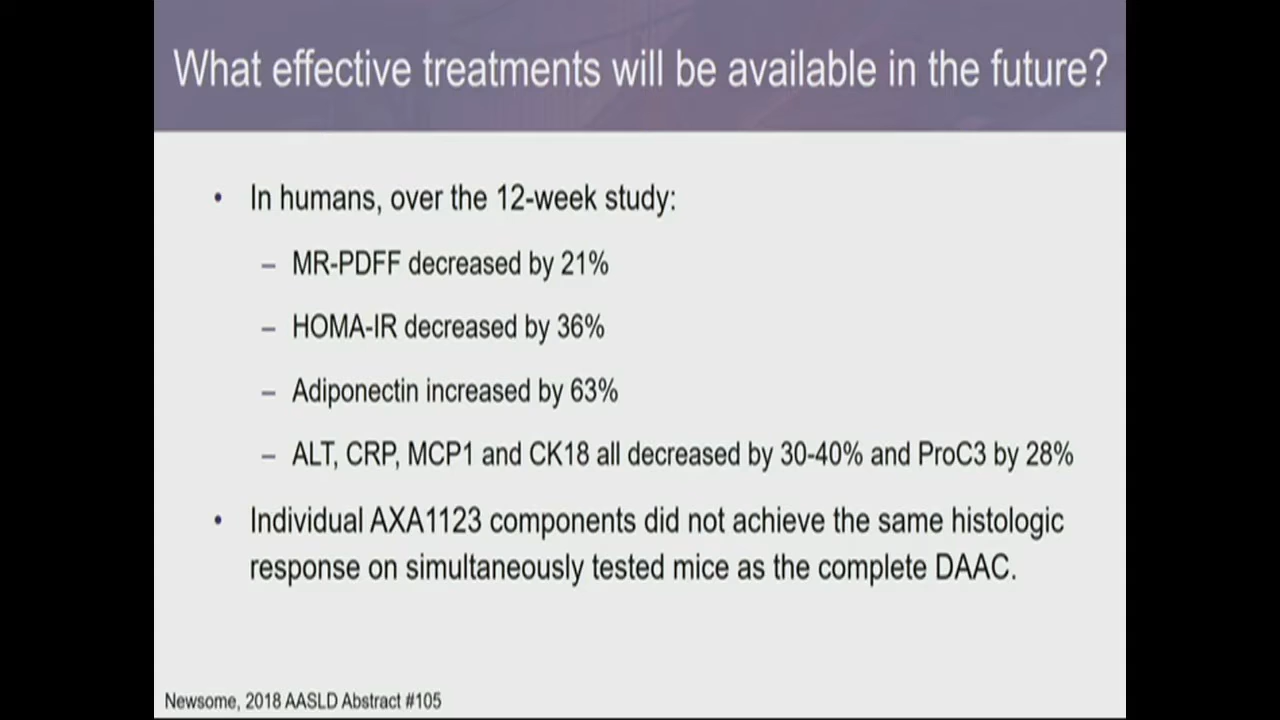 What effective treatments will be available in the future?
• In humans, over the 12-week study:
– MR-PDFF decreased by 21%
– HOMA-IR decreased by 36%
– Adiponectin increased by 63%
– ALT, CRP, MCP1 and CK18 all decreased by 30-40% and ProC3 by 28%
• Individual AXA1123 components did not achieve the same histologic
response on simultaneously tested mice as the complete DAAC.
Newsome, 2018 AASLD Abstract #105